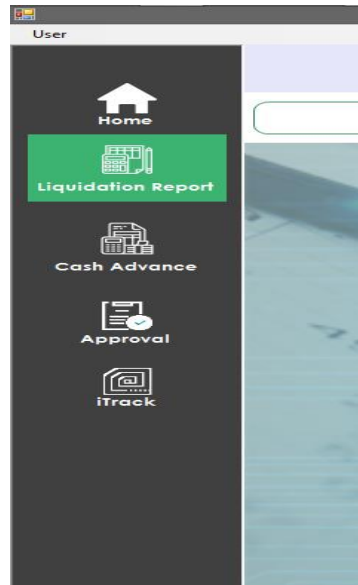 User
Home
Liquidation Report
Cash Advance
Approval
iTrack